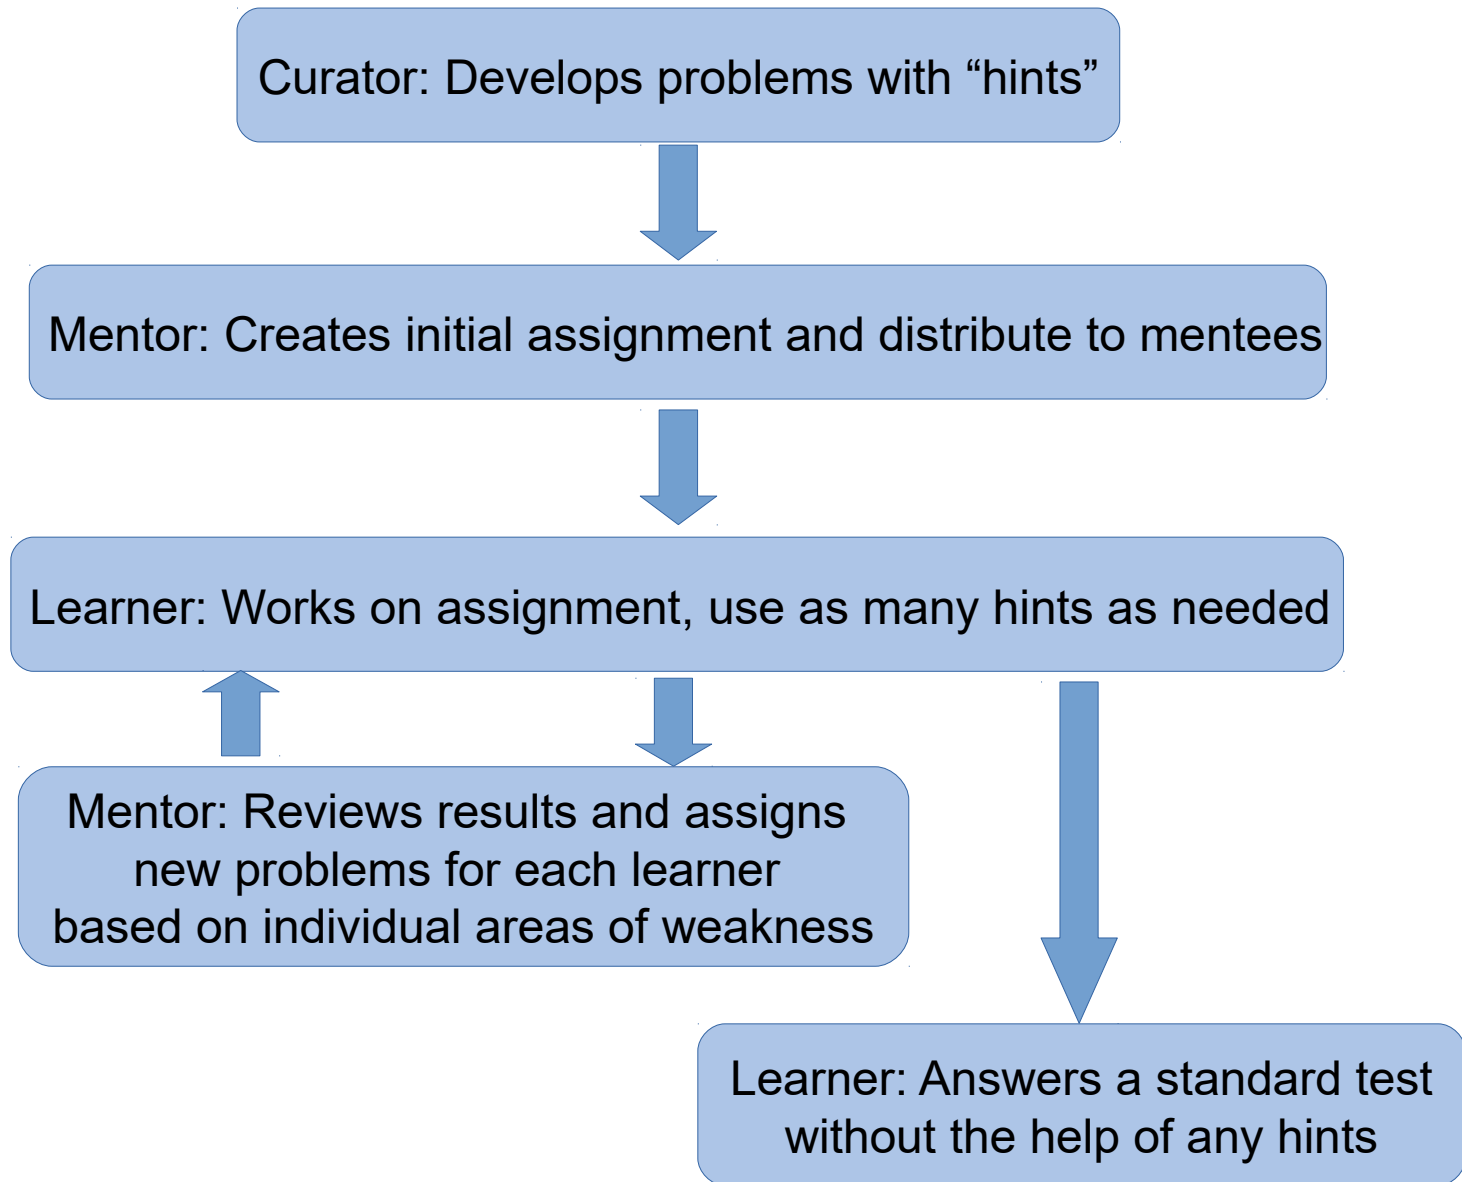 Curator: Develops problems with “hints”
Mentor: Creates initial assignment and distribute to mentees
Learner: Works on assignment, use as many hints as needed
Mentor: Reviews results and assigns
new problems for each learner
based on individual areas of weakness
Learner: Answers a standard test
without the help of any hints